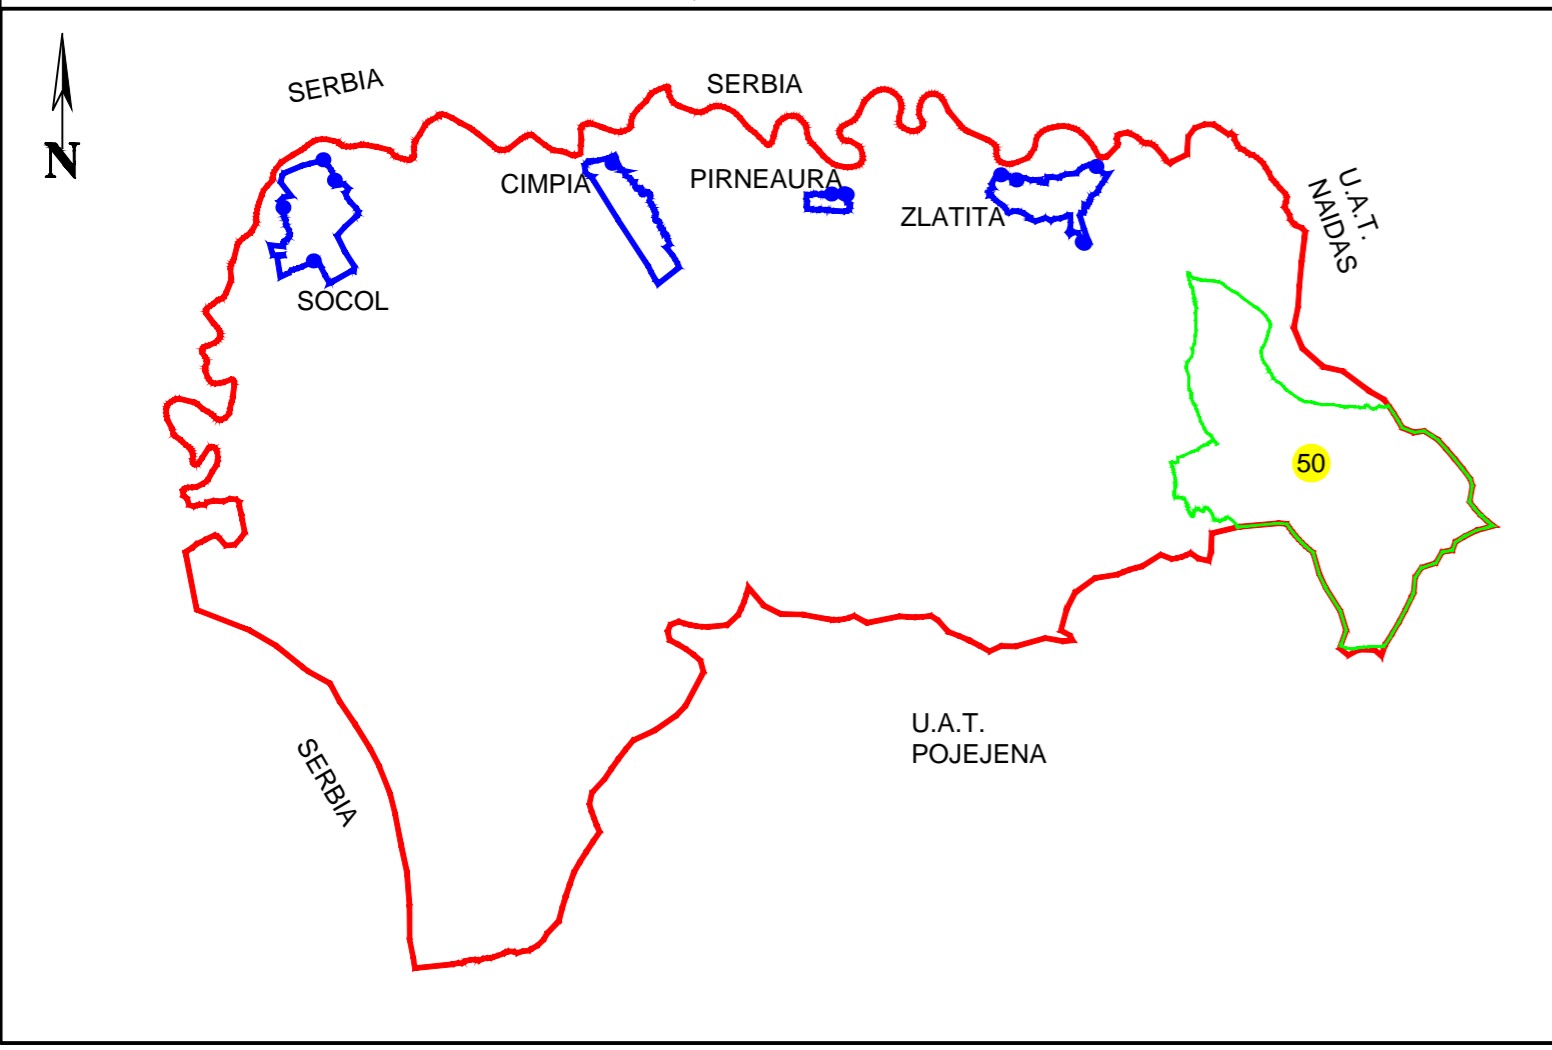 SERBIA
SERBIA
N
CIMPIA
PIRNEAURA
ZLATITA
U.A.T.
NAIDAS
SOCOL
50
U.A.T.
POJEJENA
SERBIA